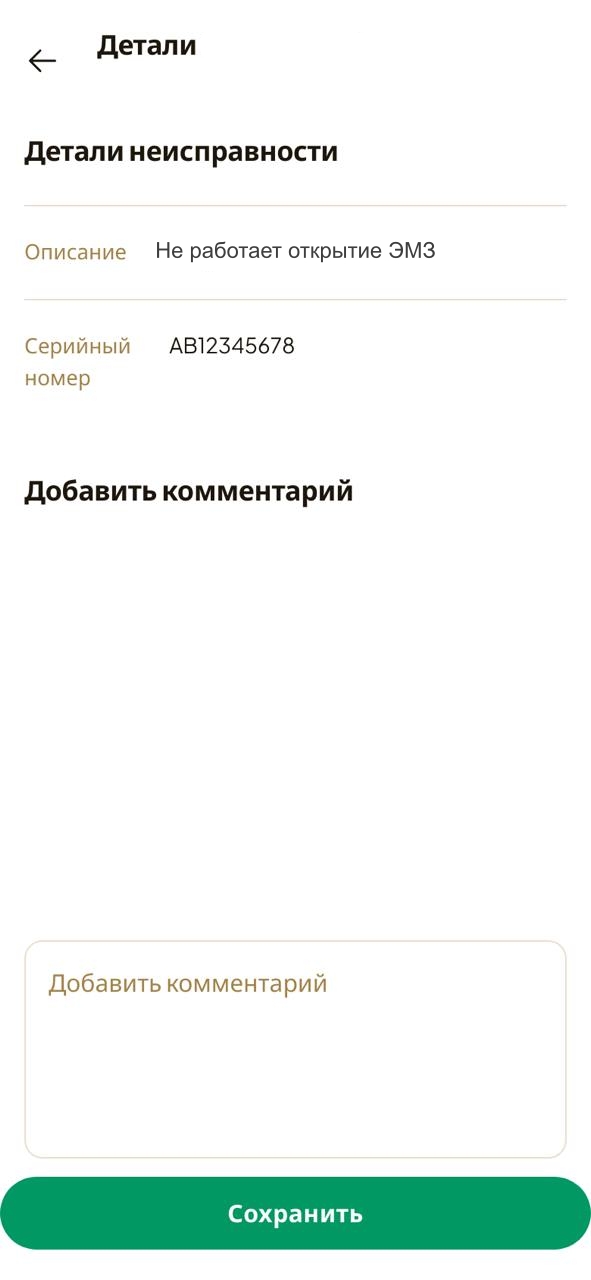 Детали
Детали неисправности
Описание Не работает открытие ЭМЗ
Серийный AB12345678
номер
Добавить комментарий
Добавить комментарий
Сохранить